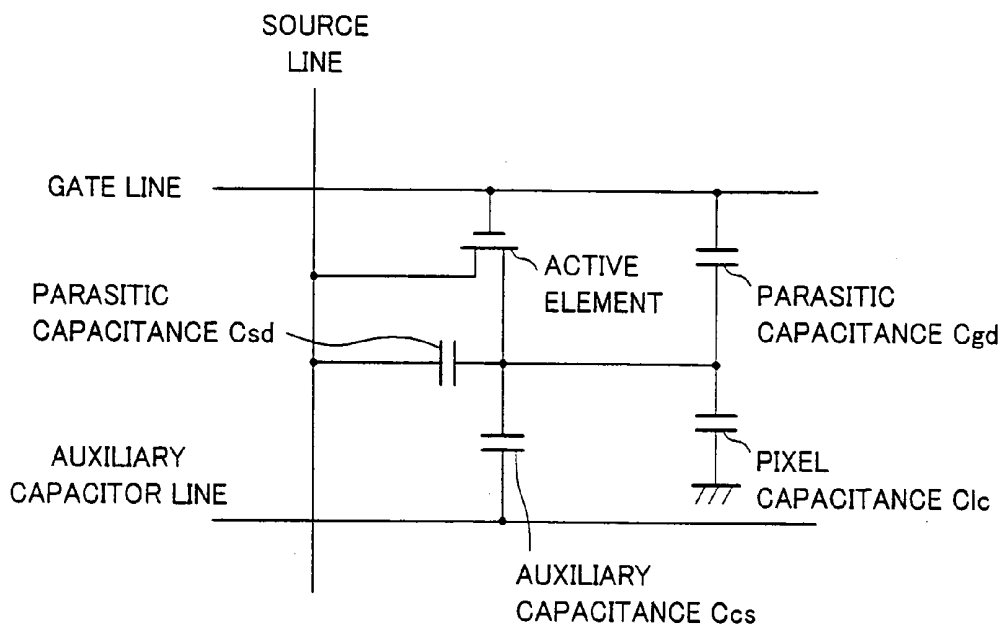 SOURCE
LINE
GATE LINE
ACTIVE
ELEMENT
PARASITIC
CAPACITANCE Csd
PARASITIC
CAPACITANCE Cgd
AUXILIARY
CAPACITOR LINE
PIXEL
CAPACITANCE Clc
AUXILIARY
CAPACITANCE Ccs